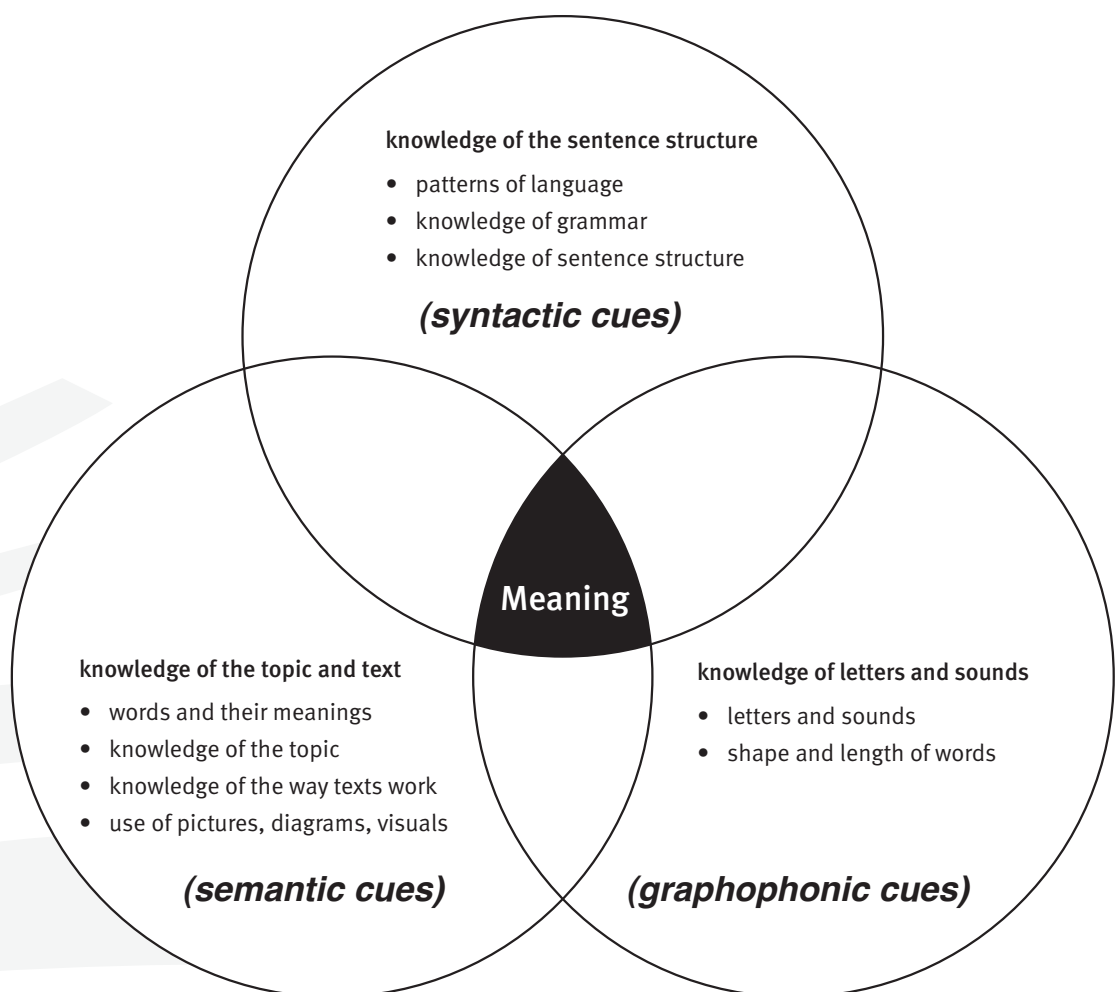 knowledge of the sentence structure
• patterns of language
• knowledge of grammar
• knowledge of sentence structure
(syntactic cues)
Meaning
knowledge of the topic and text
• words and their meanings
• knowledge of the topic
• knowledge of the way texts work
• use of pictures, diagrams, visuals
(semantic cues)
knowledge of letters and sounds
• letters and sounds
• shape and length of words
(graphophonic cues)